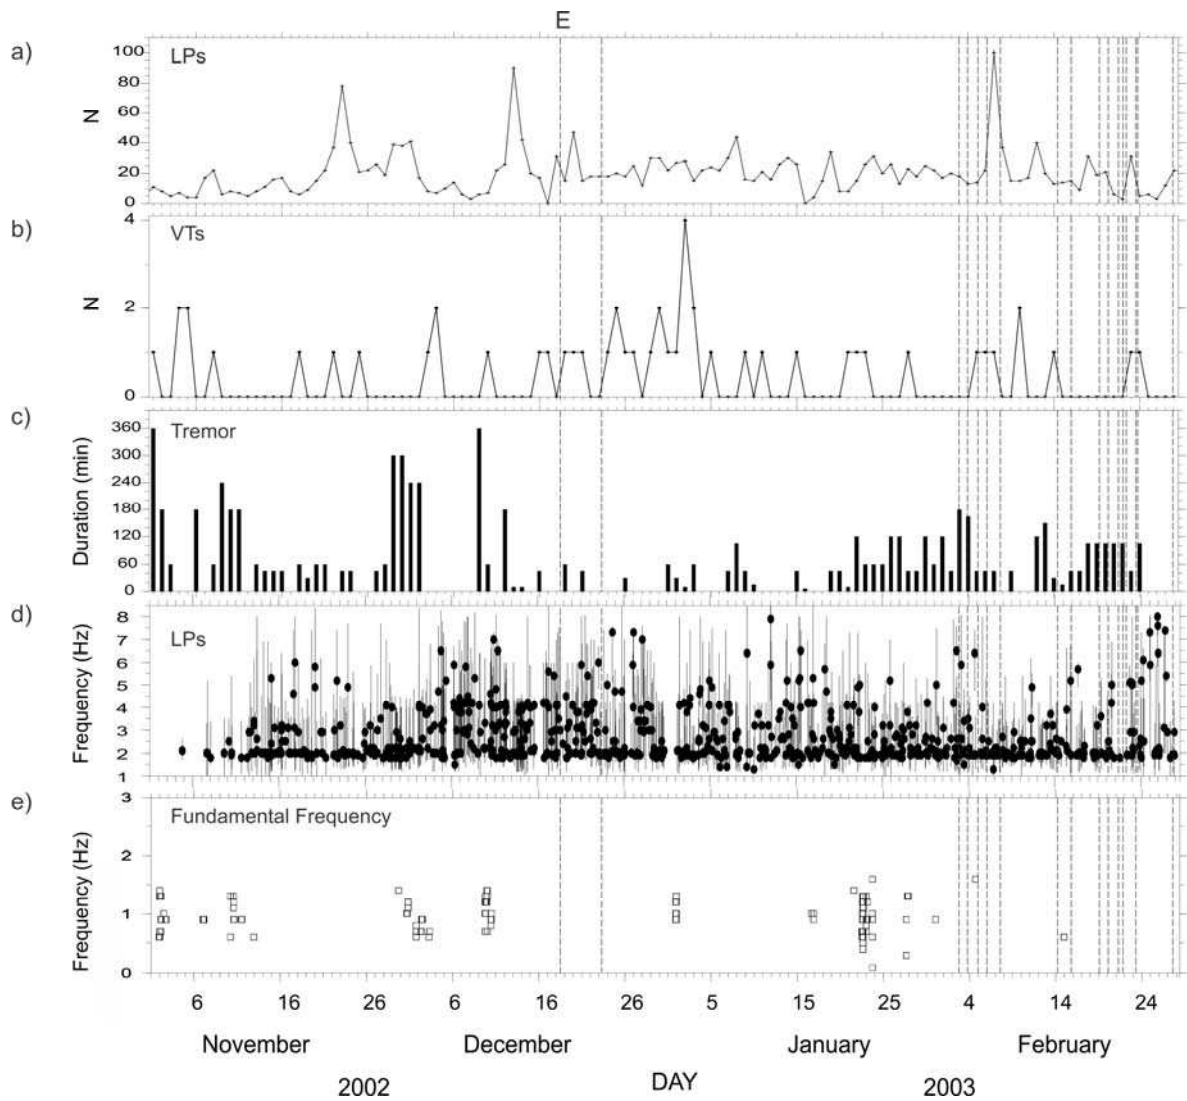 E
a)
LPs
N
100
80
60
40
20
0
b)
VTs
N
4
2
0
c)
Tremor
Duration (min)
360
300
240
180
120
60
0
d)
LPs
Frequency (Hz)
8
7
6
5
4
3
2
1
e)
Fundamental Frequency
Frequency (Hz)
3
2
1
0
6 16 26 6 16 26 5 15 25 4 14 24
November December January February
2002 DAY 2003